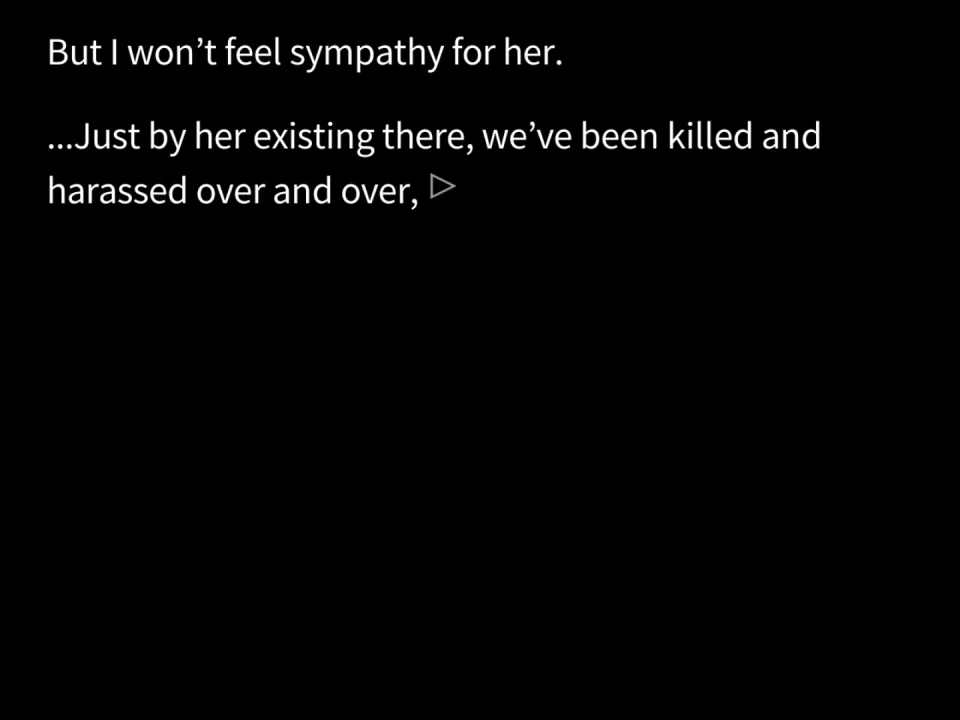 But I won’t feel sympathy for her.
...Just by her existing there, we’ve been killed and
harassed over and over,